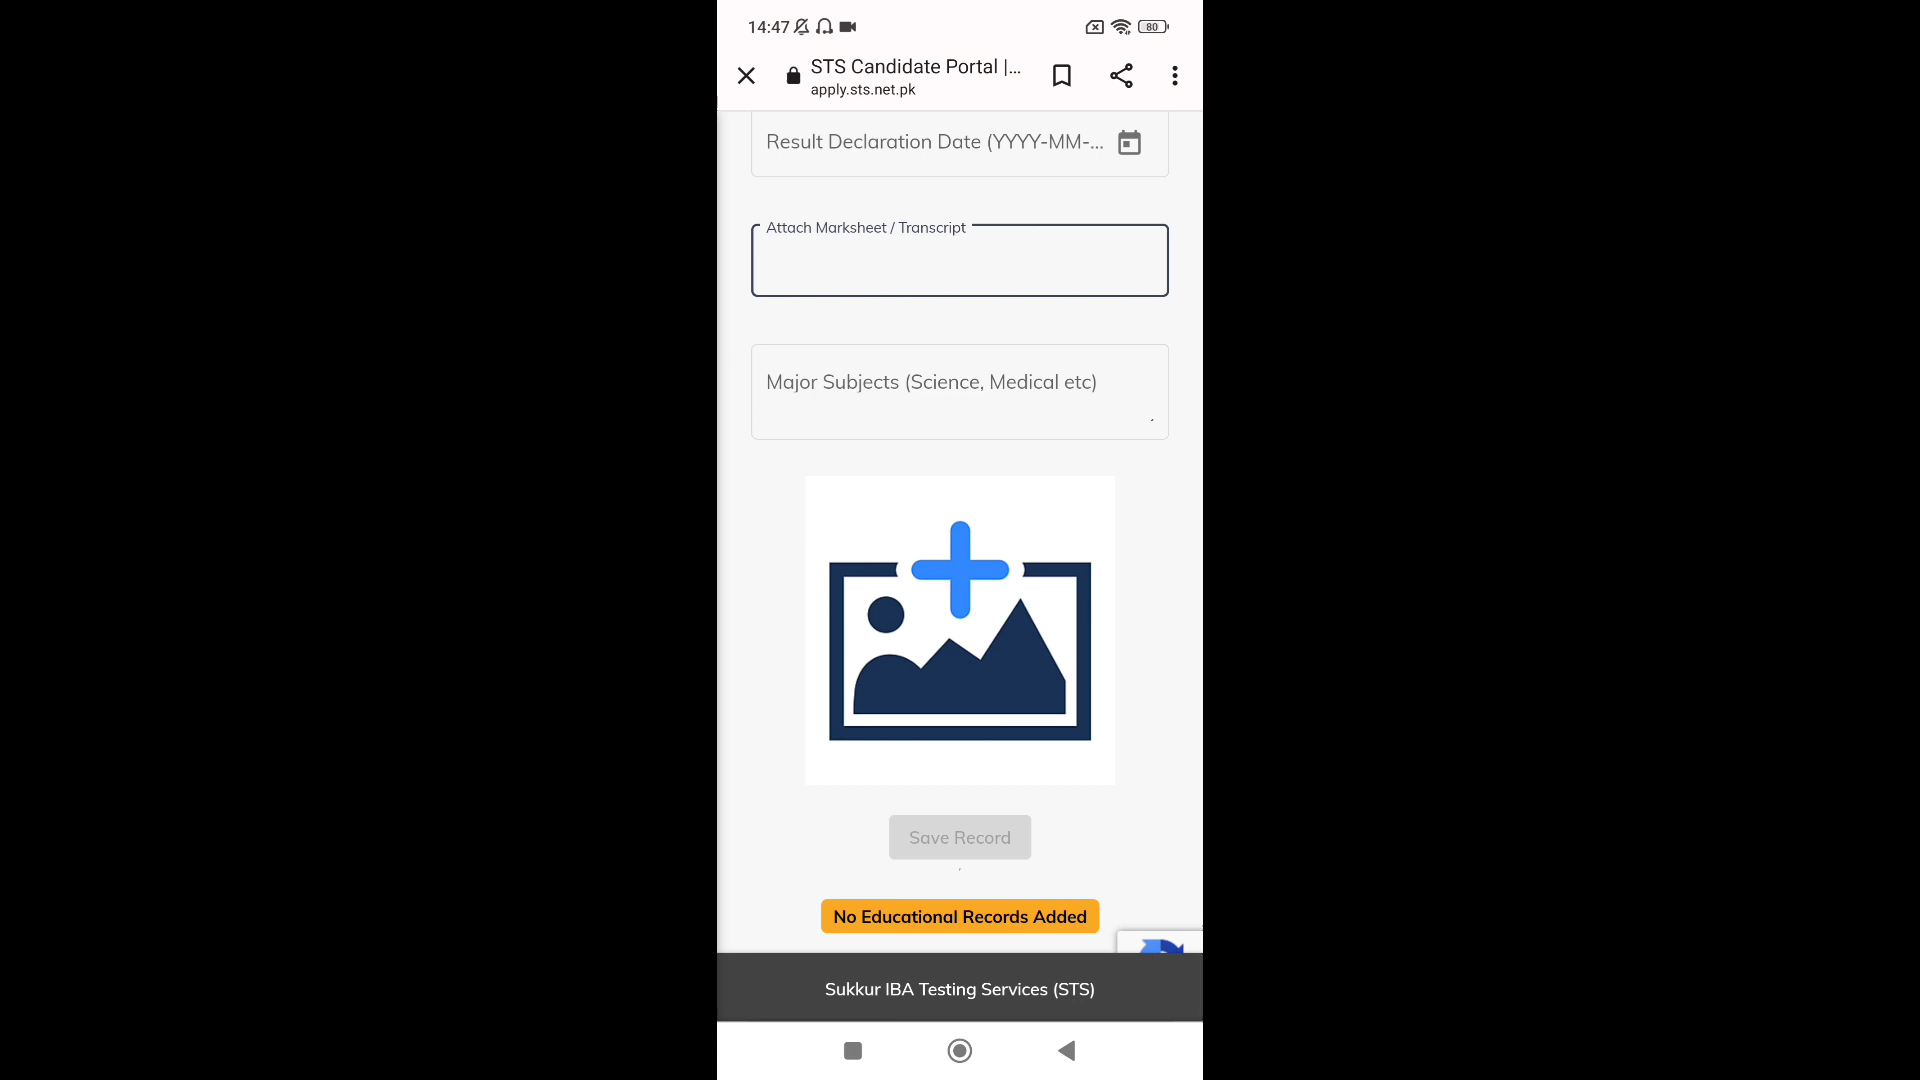 14:47
80
STS Candidate Portal |...
apply.sts.net.pk
Result Declaration Date (YYYY-MM-...
Attach Marksheet / Transcript
Major Subjects (Science, Medical etc)
Save Record
No Educational Records Added
Sukkur IBA Testing Services (STS)